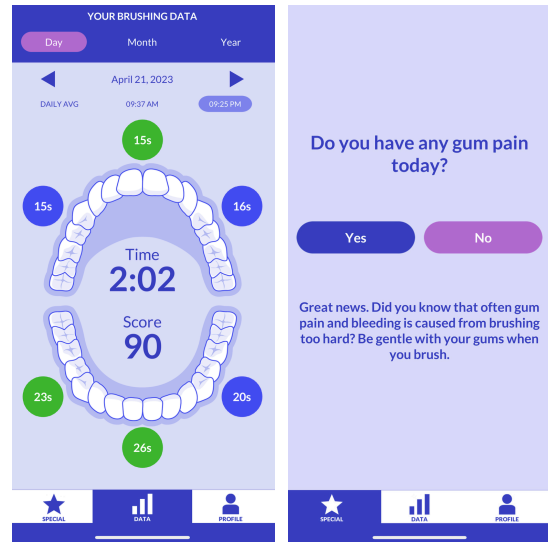 YOUR BRUSHING DATA
Day Month Year
April 21, 2023
DAILY AVG 09:37 AM 09:25 PM
15s
15s 16s
Time
2:02
Score
90
23s 20s
26s
SPECIAL DATA PROFILE
Do you have any gum pain
today?
Yes No
Great news. Did you know that often gum
pain and bleeding is caused from brushing
too hard? Be gentle with your gums when
you brush.
SPECIAL DATA PROFILE